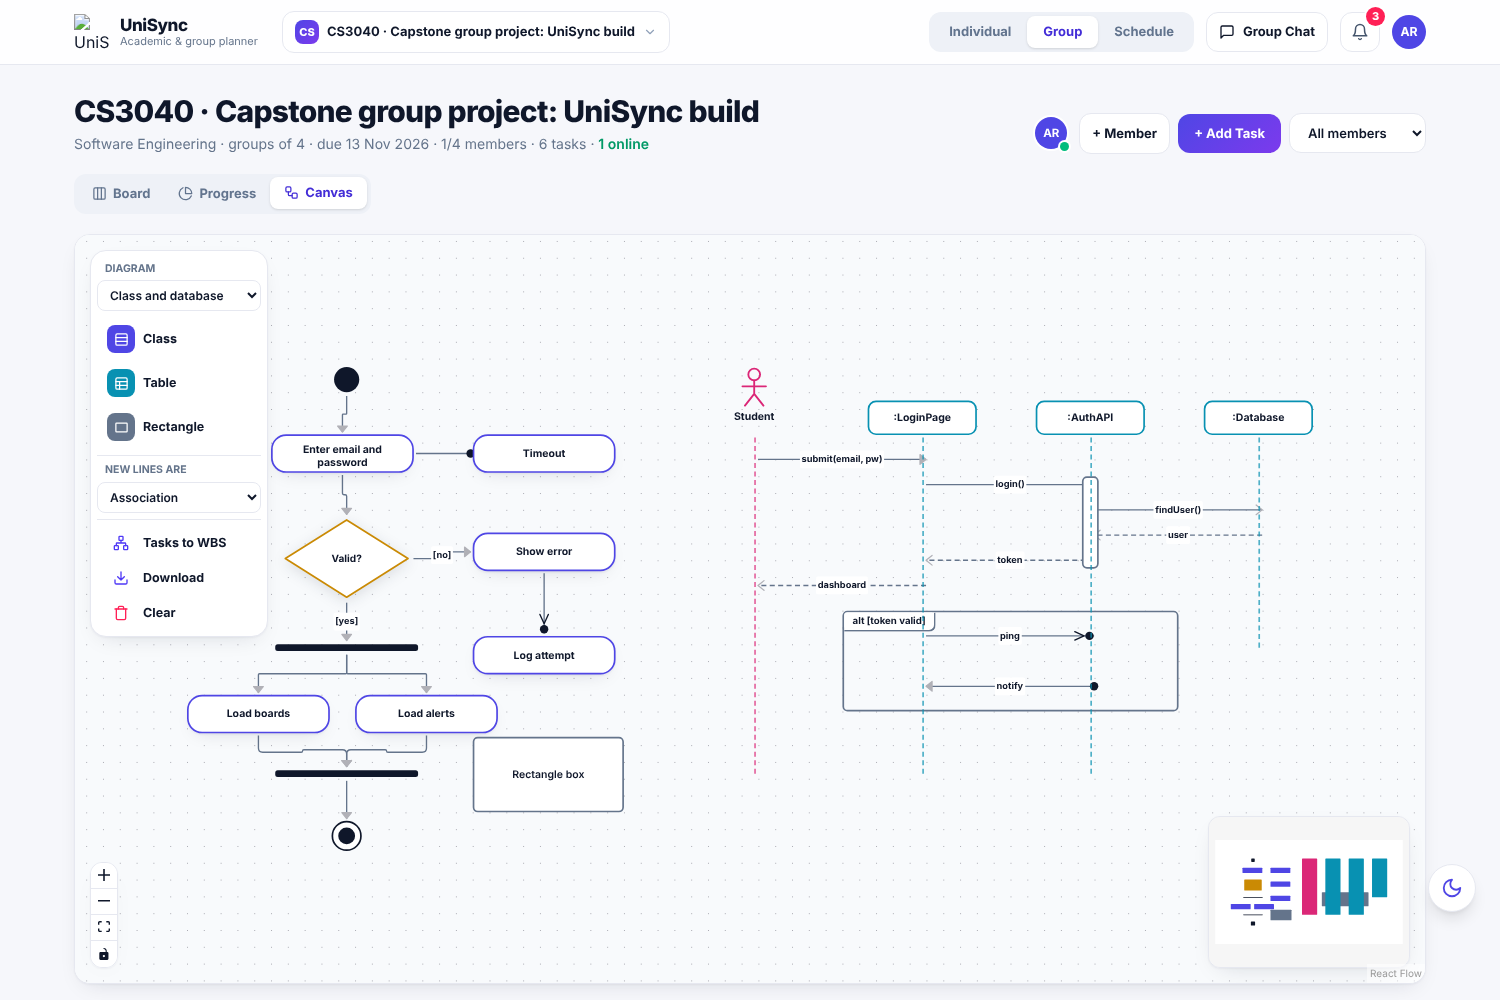 UniS
UniSync
Academic & group planner
CS
CS3040 · Capstone group project: UniSync build
Individual
Group
Schedule
Group Chat
3
AR
CS3040 · Capstone group project: UniSync build
Software Engineering · groups of 4 · due 13 Nov 2026 · 1/4 members · 6 tasks · 1 online
AR
+ Member
+ Add Task
All members
Board
Progress
Canvas
DIAGRAM
Class and database
Class
Table
Rectangle
NEW LINES ARE
Association
Tasks to WBS
Download
Clear
Enter email and
password
Timeout
Valid?
[no]
Show error
[yes]
Log attempt
Load boards
Load alerts
Rectangle box
Student
:LoginPage
:AuthAPI
:Database
submit(email, pw)
login()
findUser()
user
token
dashboard
alt [token valid]
ping
notify
React Flow